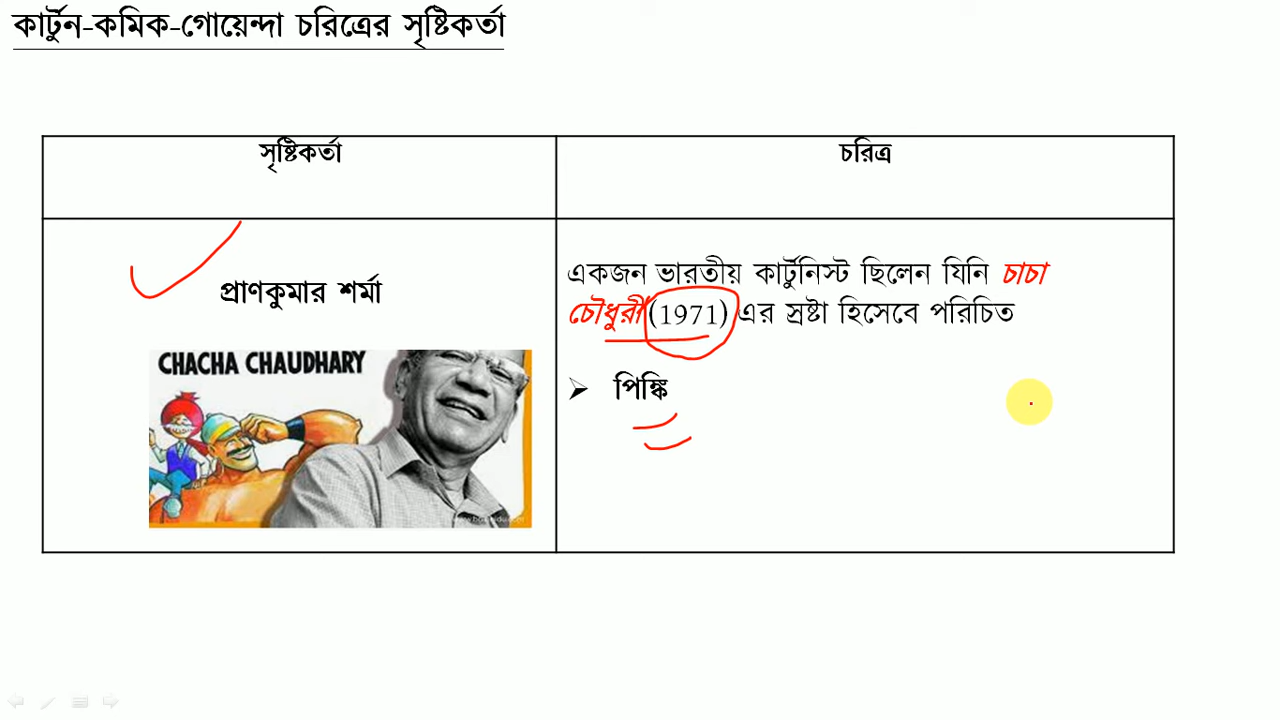 কার্টুন-কমিক-গোয়েন্দা চরিত্রের সৃষ্টিকর্তা
সৃষ্টিকর্তা
চরিত্র
প্রাণকুমার শর্মা
CHACHA CHAUDHARY
একজন ভারতীয় কার্টুনিস্ট ছিলেন যিনি চাচা
চৌধুরী (1971) এর স্রষ্টা হিসেবে পরিচিত
➢ পিঙ্কি